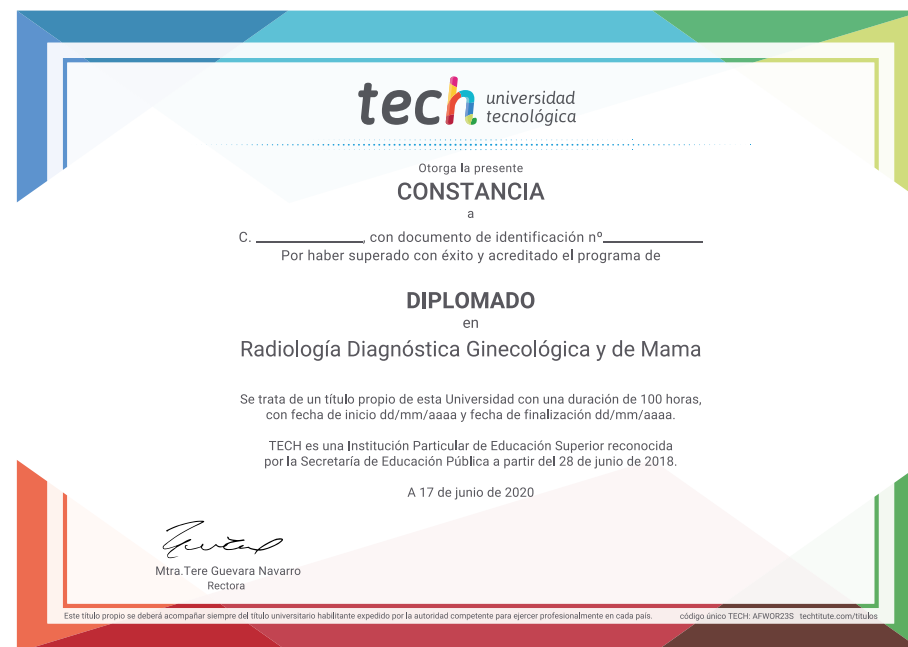 tech universidad
tecnológica
Otorga la presente
CONSTANCIA
a
C. ____________, con documento de identificación nº____________
Por haber superado con éxito y acreditado el programa de
DIPLOMADO
en
Radiología Diagnóstica Ginecológica y de Mama
Se trata de un título propio de esta Universidad con una duración de 100 horas,
con fecha de inicio dd/mm/aaaa y fecha de finalización dd/mm/aaaa.
TECH es una Institución Particular de Educación Superior reconocida
por la Secretaría de Educación Pública a partir del 28 de junio de 2018.
A 17 de junio de 2020
Mtra.Tere Guevara Navarro
Rectora
Este título propio se deberá acompañar siempre del título universitario habilitante expedido por la autoridad competente para ejercer profesionalmente en cada país. código único TECH: AFWOR23S techtitute.com/titulos